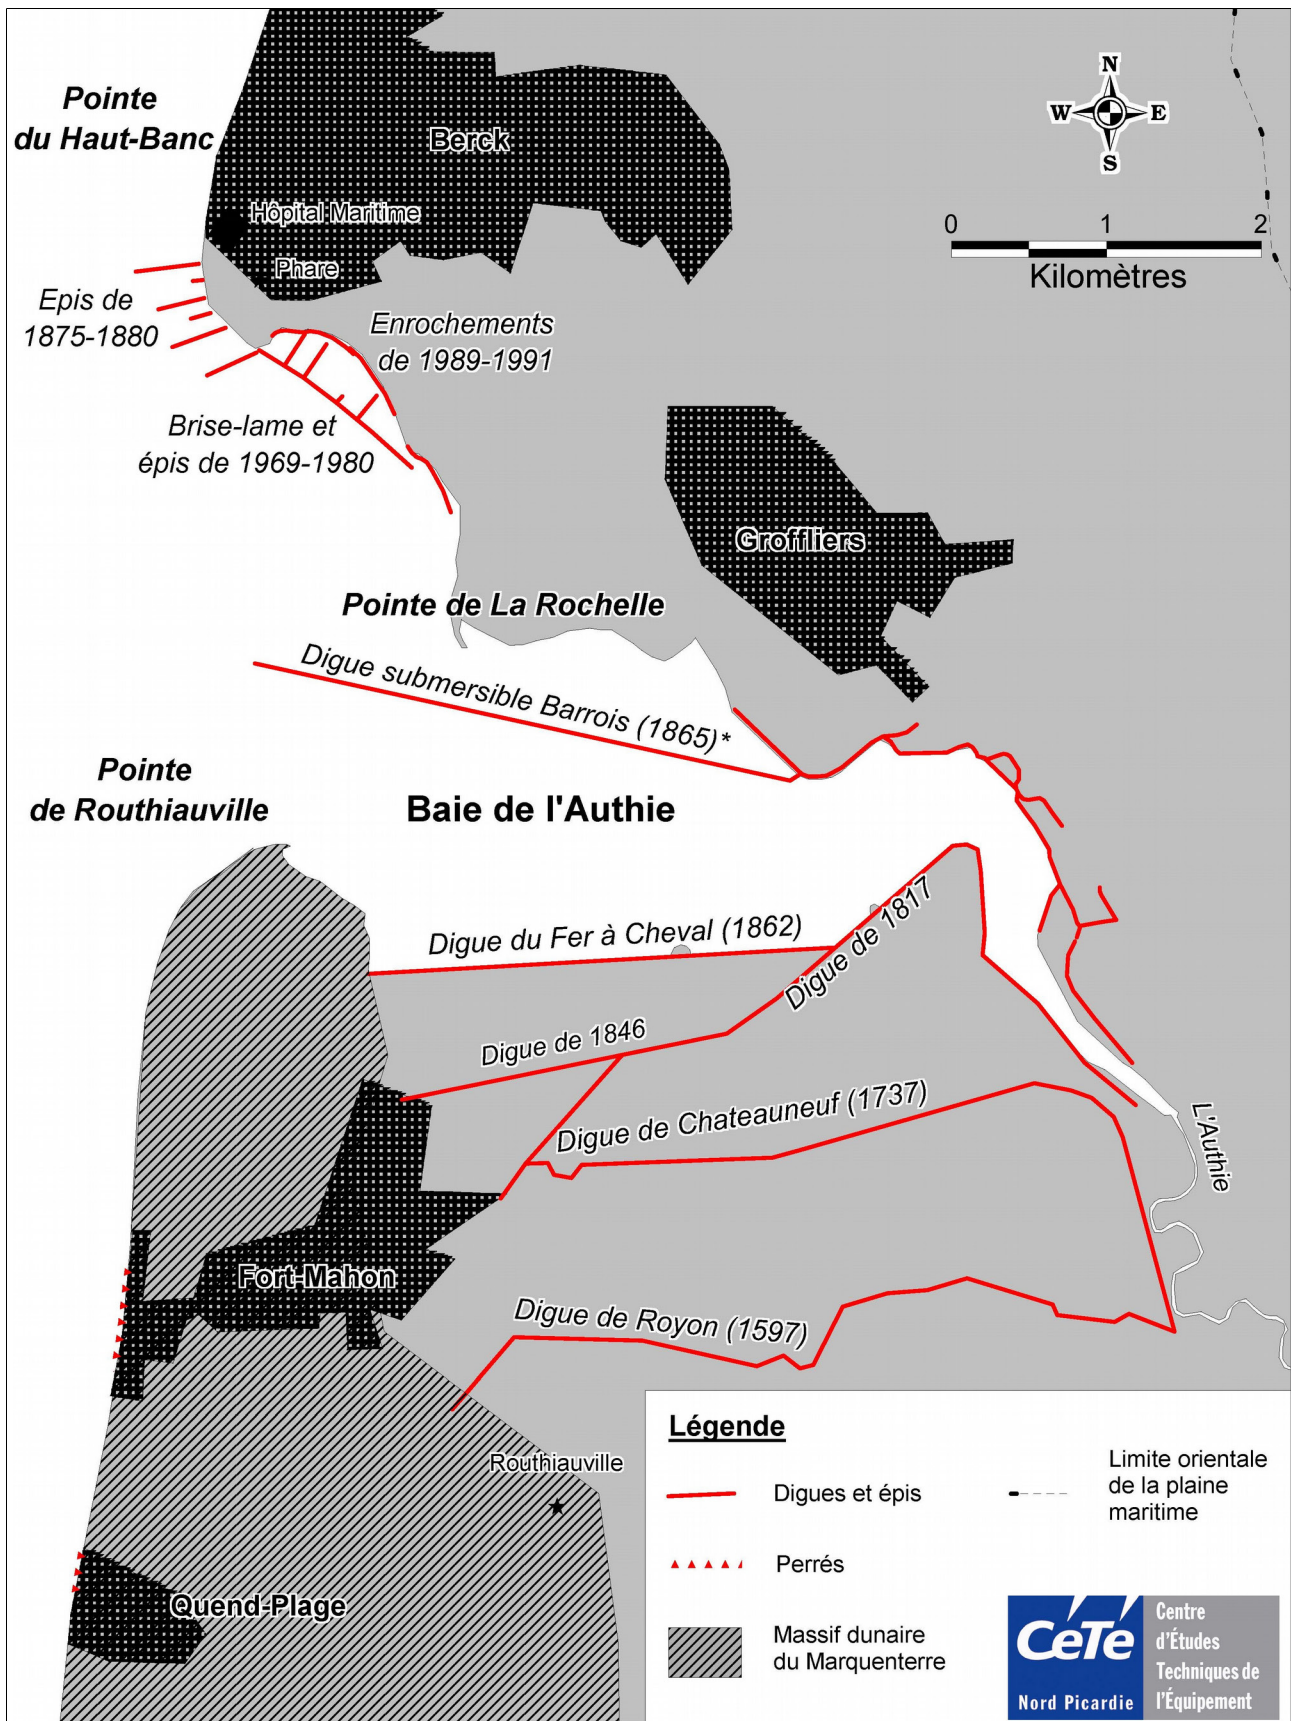 Pointe
du Haut-Banc
Berck
N
W
E
S
Hôpital Maritime
Phare
0
1
2
Kilomètres
Epis de
1875-1880
Enrochements
de 1989-1991
Brise-lame et
épis de 1969-1980
Groffliers
Pointe de La Rochelle
Digue submersible Barrois (1865)*
Pointe
de Routhiauville
Baie de l'Authie
Digue du Fer à Cheval (1862)
Digue de 1817
Digue de 1846
Digue de Chateauneuf (1737)
L'Authie
Fort-Mahon
Digue de Royon (1597)
Routhiauville
Quend-Plage
Légende
Digues et épis
Perrés
Massif dunaire
du Marquenterre
Limite orientale
de la plaine
maritime
CéTé
Nord Picardie
Centre
d'Études
Techniques de
l'Équipement